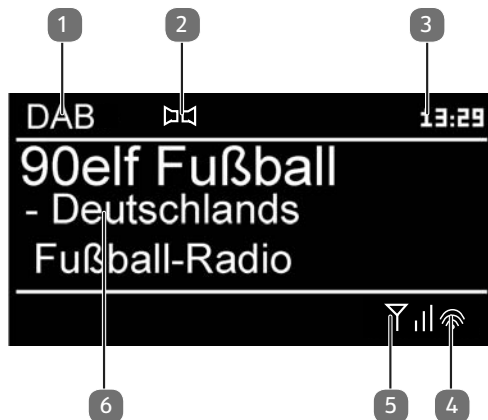 1 2 3
DAB 13:29
90elf Fußball
- Deutschlands
Fußball-Radio
6 5 4